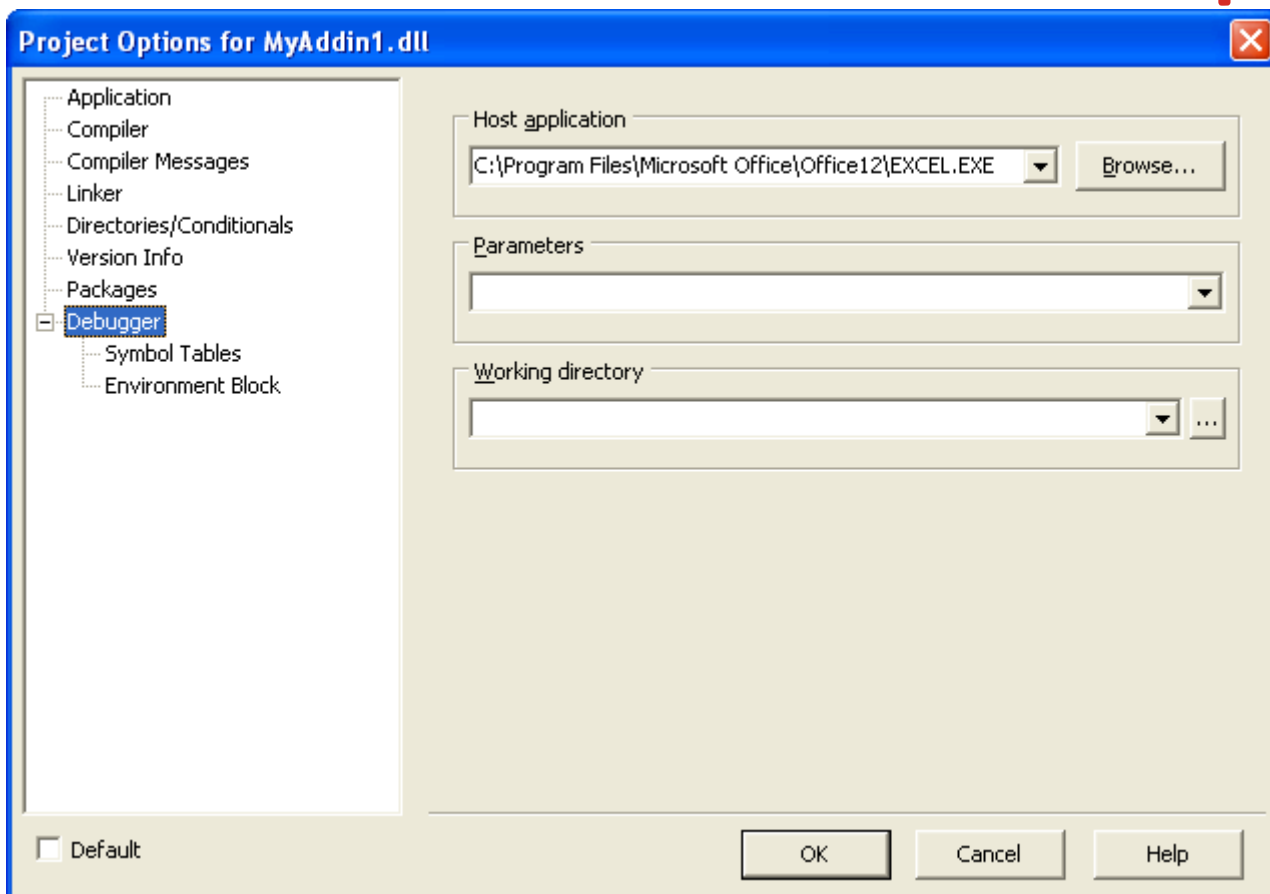 Project Options for MyAddin1.dll
Application
Compiler
Compiler Messages
Linker
Directories/Conditionals
Version Info
Packages
Debugger
Symbol Tables
Environment Block
Host application
C:\Program Files\Microsoft Office\Office12\EXCEL.EXE
Browse...
Parameters
Working directory
...
Default
OK
Cancel
Help